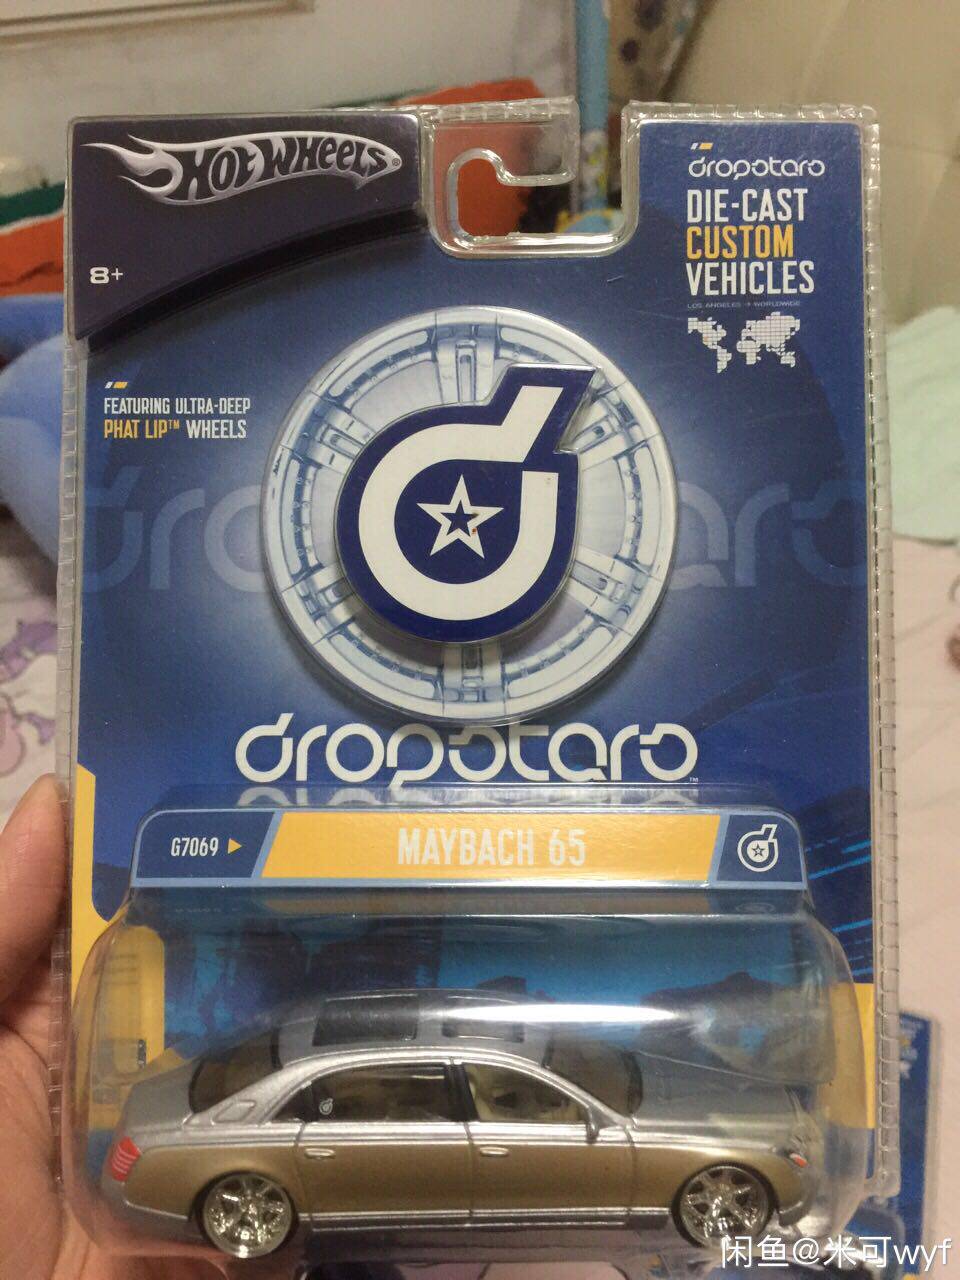 HOT WHEELS®
8+
dropstars
DIE-CAST
CUSTOM
VEHICLES
LOS ANGELES → WORLDWIDE
FEATURING ULTRA-DEEP
PHAT LIP™ WHEELS
dropstars
dropstars™
G7069
MAYBACH 65
闲鱼@米可wyf